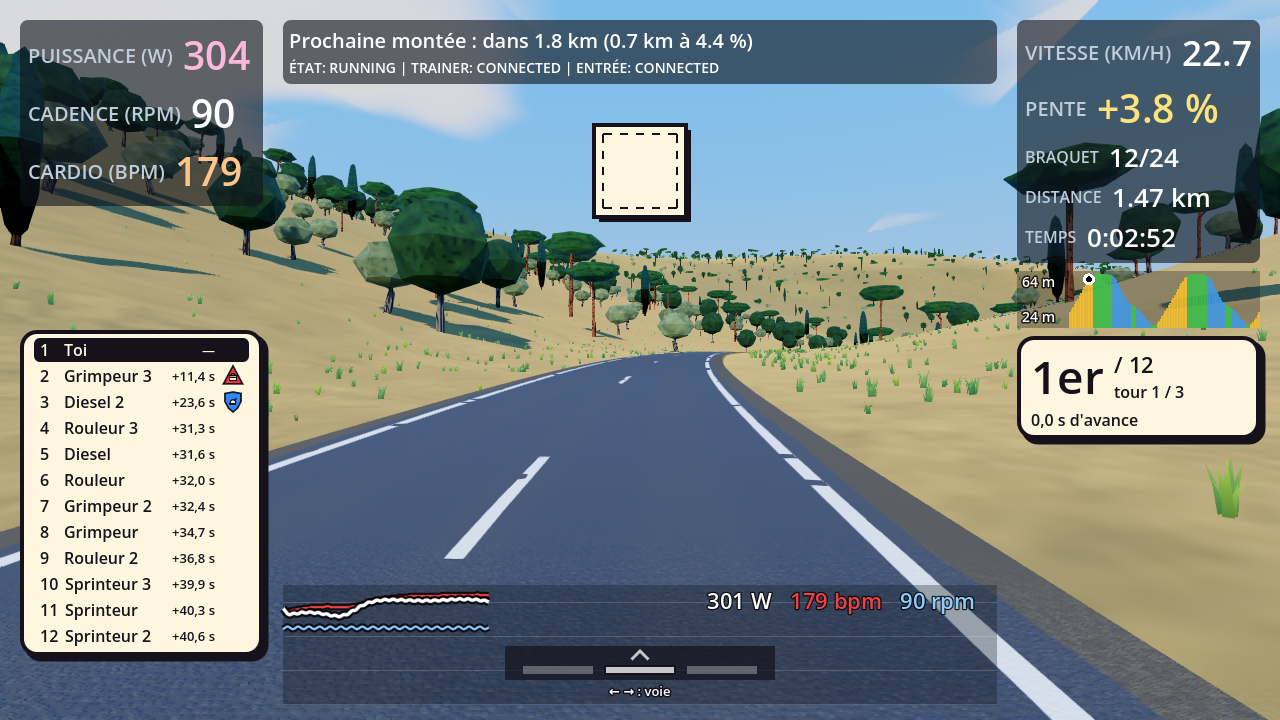 PUISSANCE (W) 304
CADENCE (RPM) 90
CARDIO (BPM) 179
Prochaine montée : dans 1.8 km (0.7 km à 4.4 %)
ÉTAT: RUNNING | TRAINER: CONNECTED | ENTRÉE: CONNECTED
VITESSE (KM/H) 22.7
PENTE +3.8 %
BRAQUET 12/24
DISTANCE 1.47 km
TEMPS 0:02:52
64 m
24 m
1er / 12
tour 1 / 3
0,0 s d'avance
1 Toi —
2 Grimpeur 3 +11,4 s
3 Diesel 2 +23,6 s
4 Rouleur 3 +31,3 s
5 Diesel +31,6 s
6 Rouleur +32,0 s
7 Grimpeur 2 +32,4 s
8 Grimpeur +34,7 s
9 Rouleur 2 +36,8 s
10 Sprinteur 3 +39,9 s
11 Sprinteur +40,3 s
12 Sprinteur 2 +40,6 s
301 W 179 bpm 90 rpm
← → : voie